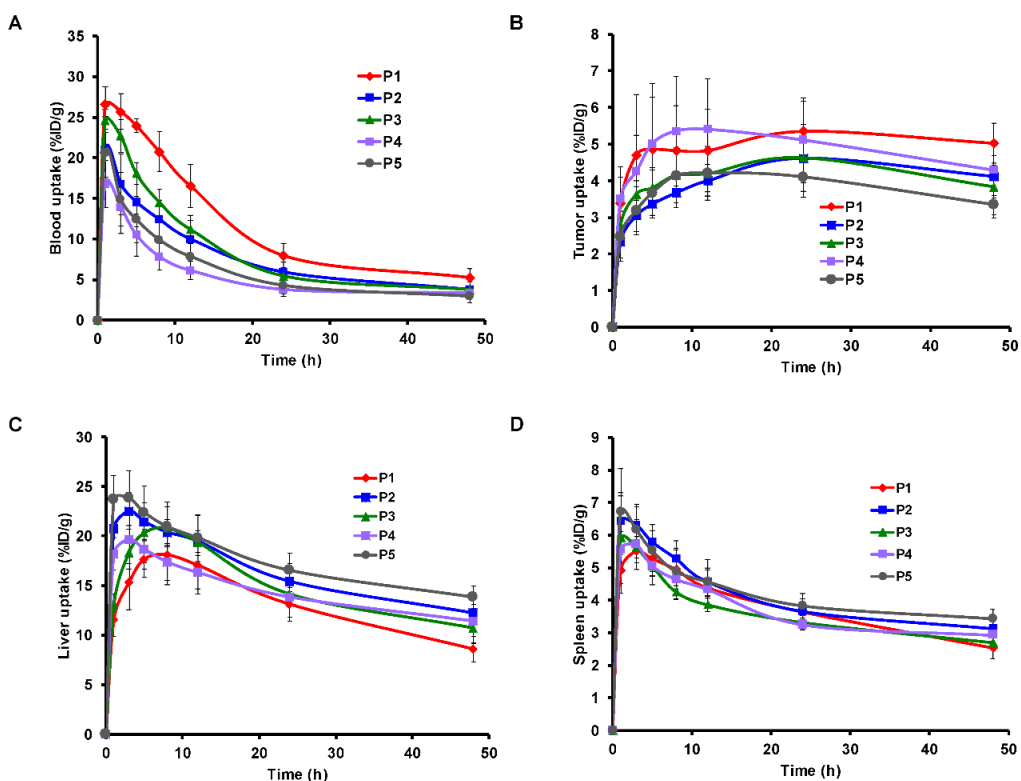 A
Blood uptake (%ID/g)
35
30
25
20
15
10
5
0
0 10 20 30 40 50
Time (h)
P1
P2
P3
P4
P5
B
Tumor uptake (%ID/g)
8
7
6
5
4
3
2
1
0
0 10 20 30 40 50
Time (h)
P1
P2
P3
P4
P5
C
Liver uptake (%ID/g)
30
25
20
15
10
5
0
0 10 20 30 40 50
Time (h)
P1
P2
P3
P4
P5
D
Spleen uptake (%ID/g)
9
8
7
6
5
4
3
2
1
0
0 10 20 30 40 50
Time (h)
P1
P2
P3
P4
P5